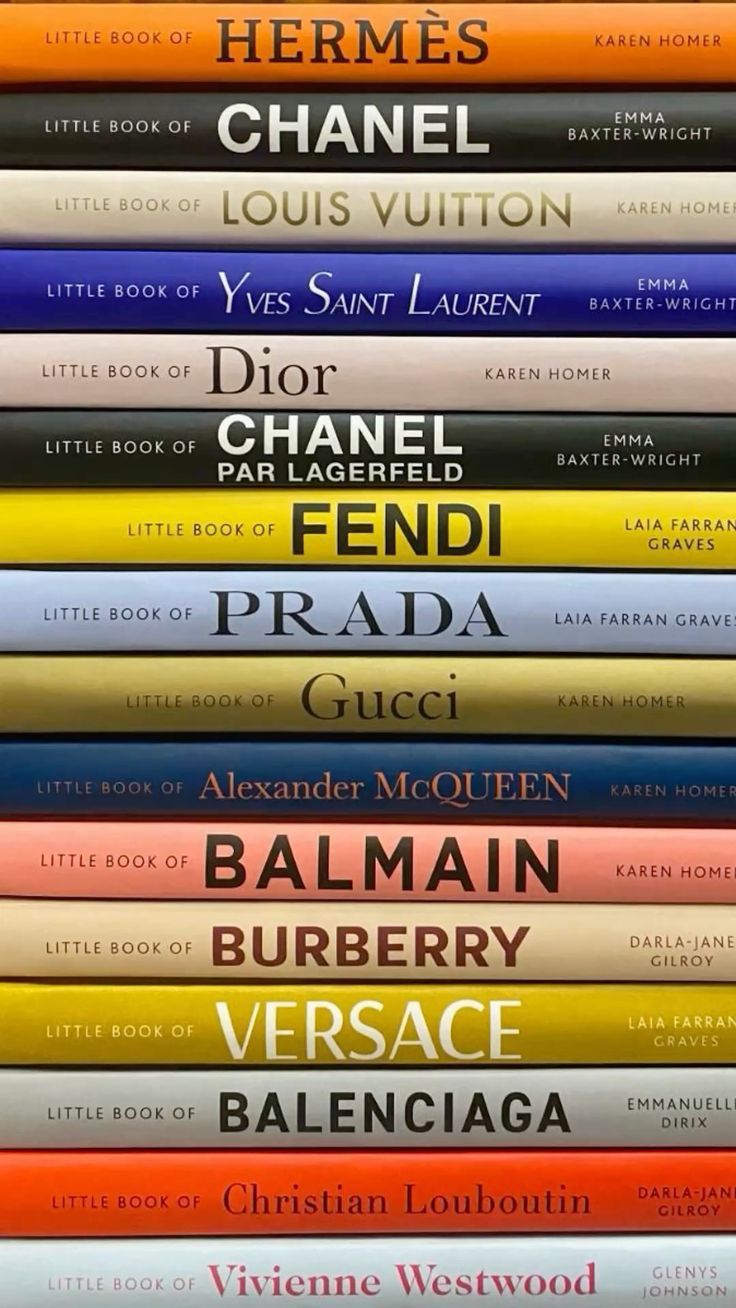 LITTLE BOOK OF HERMÈS KAREN HOMER
LITTLE BOOK OF CHANEL EMMA BAXTER-WRIGHT
LITTLE BOOK OF LOUIS VUITTON KAREN HOMER
LITTLE BOOK OF YVES SAINT LAURENT EMMA BAXTER-WRIGHT
LITTLE BOOK OF Dior KAREN HOMER
LITTLE BOOK OF CHANEL PAR LAGERFELD EMMA BAXTER-WRIGHT
LITTLE BOOK OF FENDI LAIA FARRAN GRAVES
LITTLE BOOK OF PRADA LAIA FARRAN GRAVES
LITTLE BOOK OF Gucci KAREN HOMER
LITTLE BOOK OF Alexander McQUEEN KAREN HOMER
LITTLE BOOK OF BALMAIN KAREN HOMER
LITTLE BOOK OF BURBERRY DARLA-JANE GILROY
LITTLE BOOK OF VERSACE LAIA FARRAN GRAVES
LITTLE BOOK OF BALENCIAGA EMMANUELL DIRIX
LITTLE BOOK OF Christian Louboutin DARLA-JAN GILROY
LITTLE BOOK OF Vivienne Westwood GLENYS JOHNSON